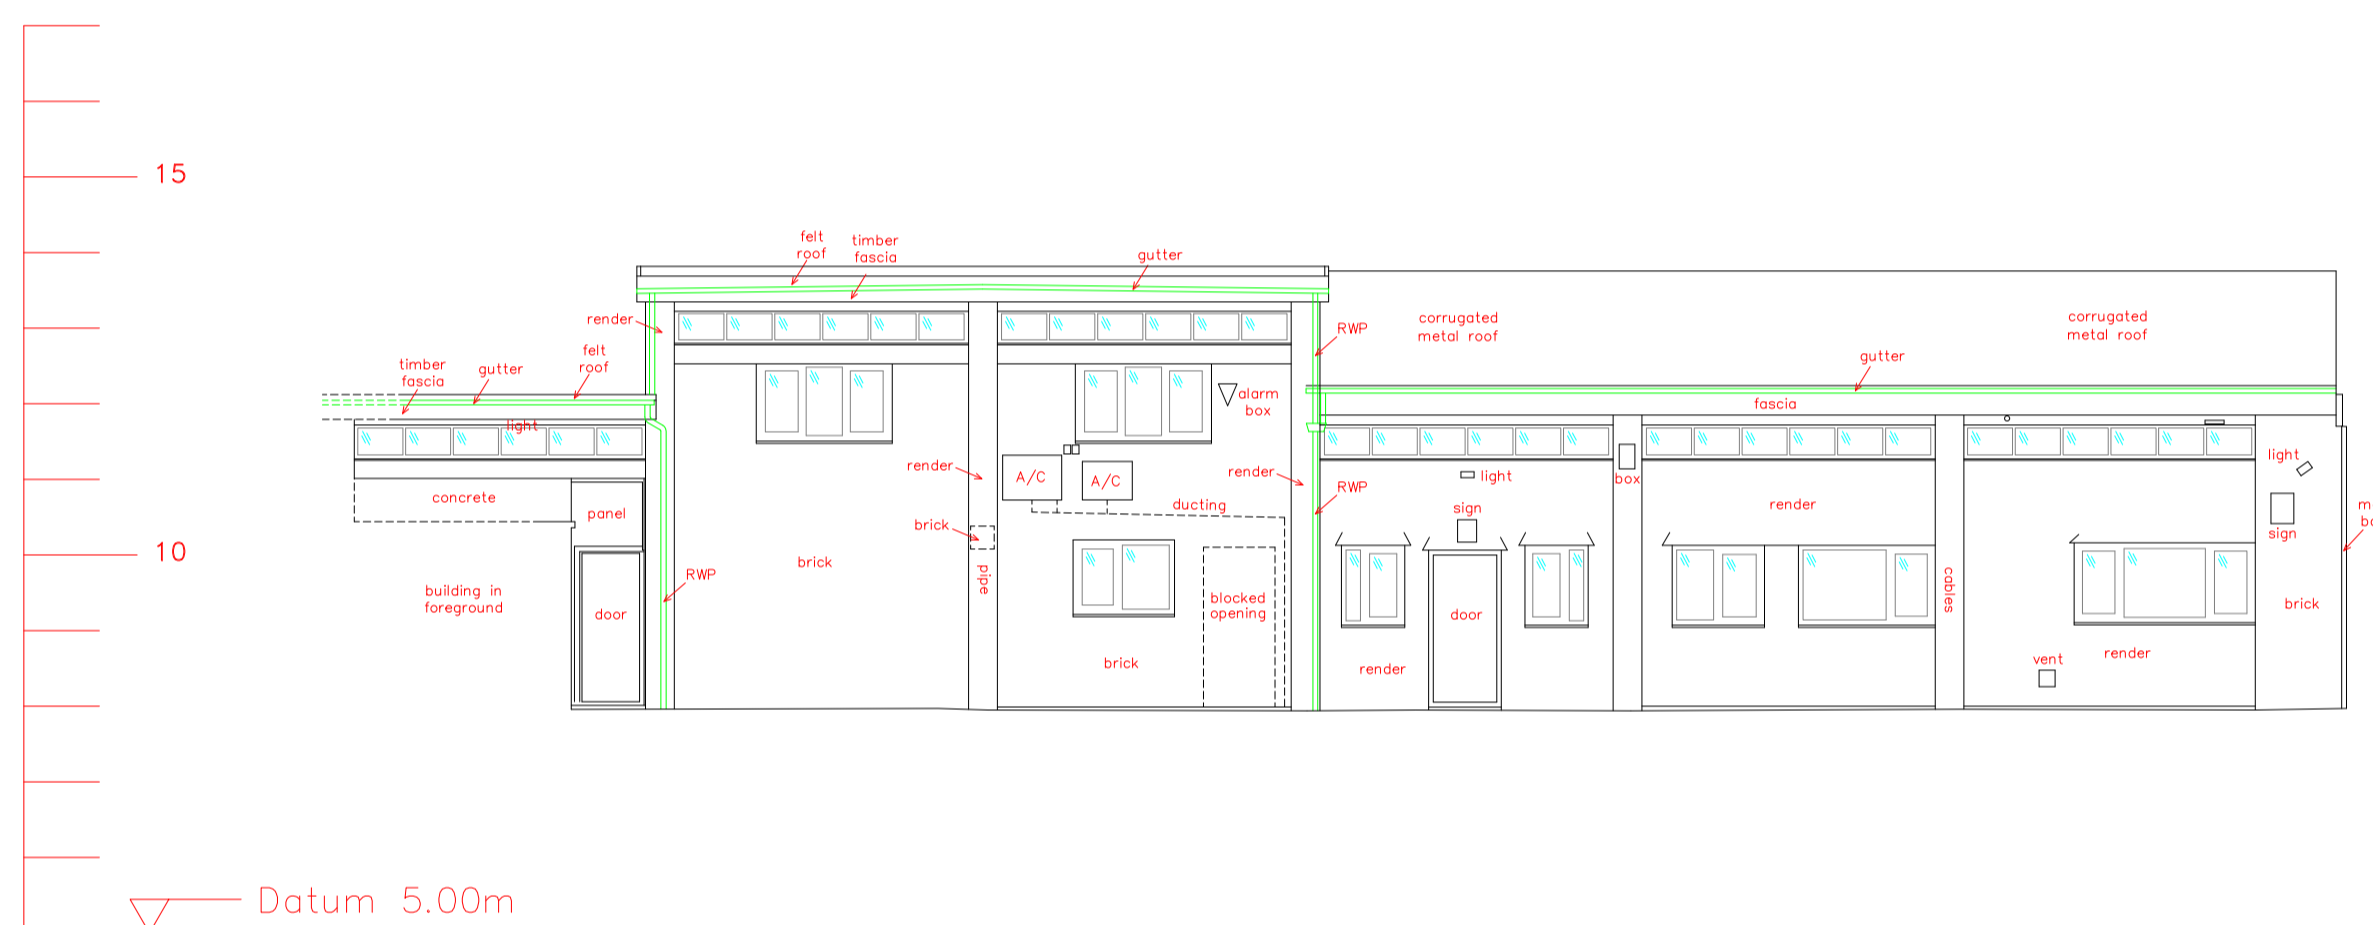 15
felt
roof
timber
fascia
gutter
render
RWP
corrugated
metal roof
corrugated
metal roof
timber
fascia
gutter
felt
roof
gutter
light
alarm
box
fascia
render
A/C
A/C
render
RWP
light
box
light
concrete
panel
brick
ducting
sign
render
sign
10
brick
pipe
RWP
building in
foreground
door
blocked
opening
door
cables
brick
brick
render
vent
render
Datum 5.00m